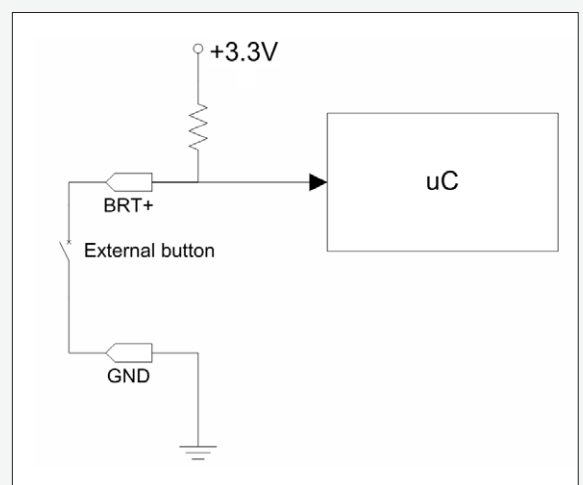 +3.3V
uC
BRT+
External button
GND